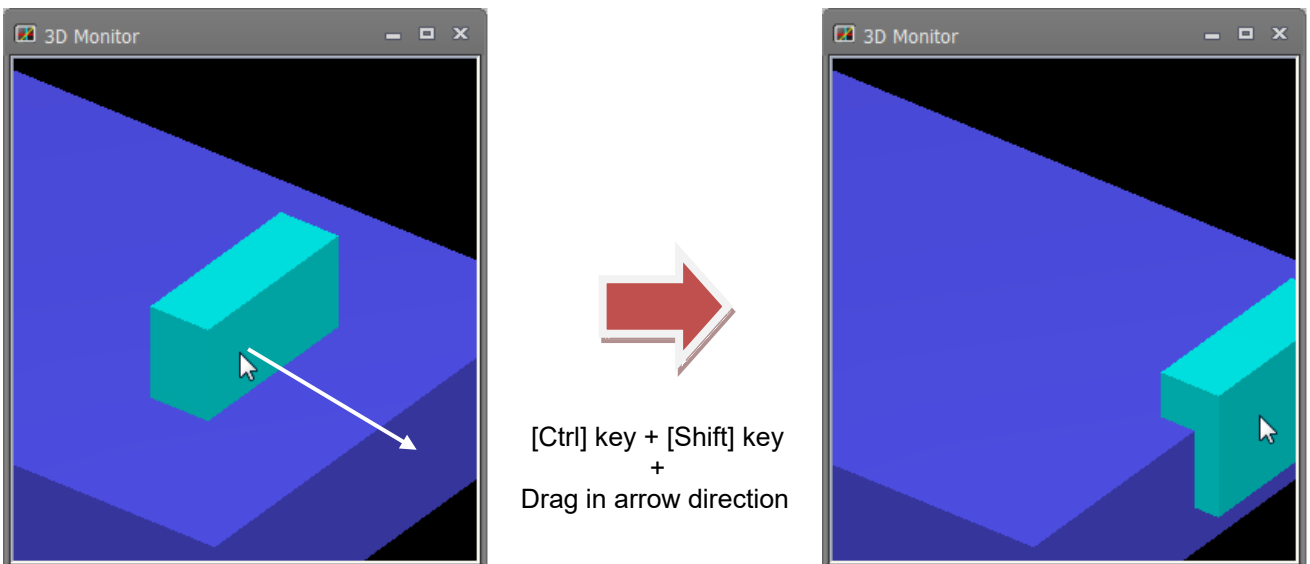 3D Monitor
3D Monitor
[Ctrl] key + [Shift] key
+
Drag in arrow direction